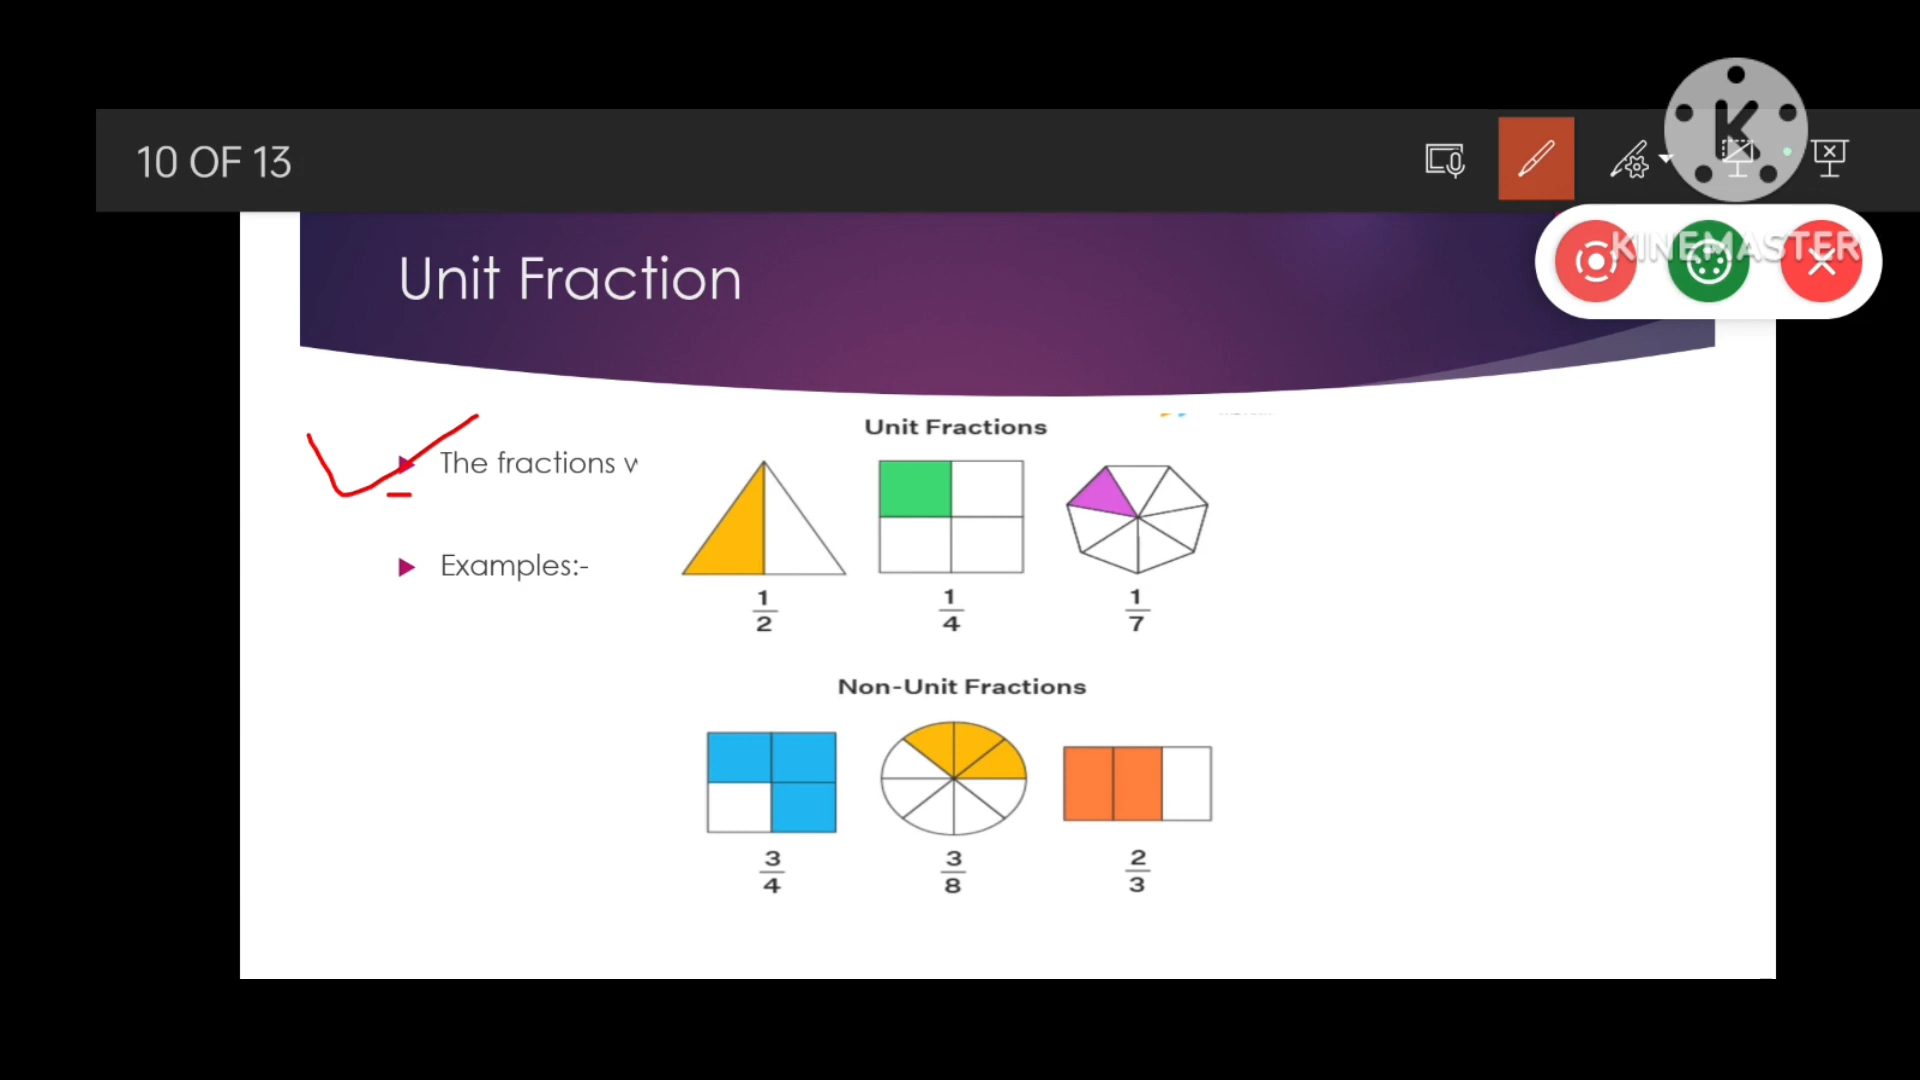 10 OF 13
K
KINEMASTER
Unit Fraction
Unit Fractions
The fractions w
Examples:-
1/2 1/4 1/7
Non-Unit Fractions
3/4 3/8 2/3